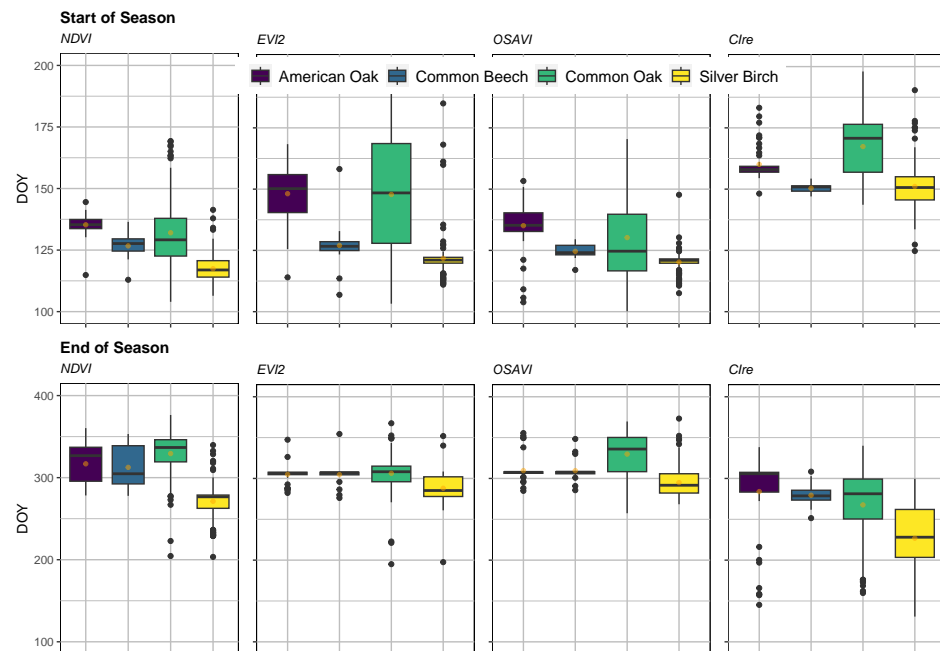 Start of Season
NDVI EVI2 OSAVI CIre
American Oak Common Beech Common Oak Silver Birch
200
175
150
125
100
DOY
End of Season
NDVI EVI2 OSAVI CIre
400
300
200
100
DOY